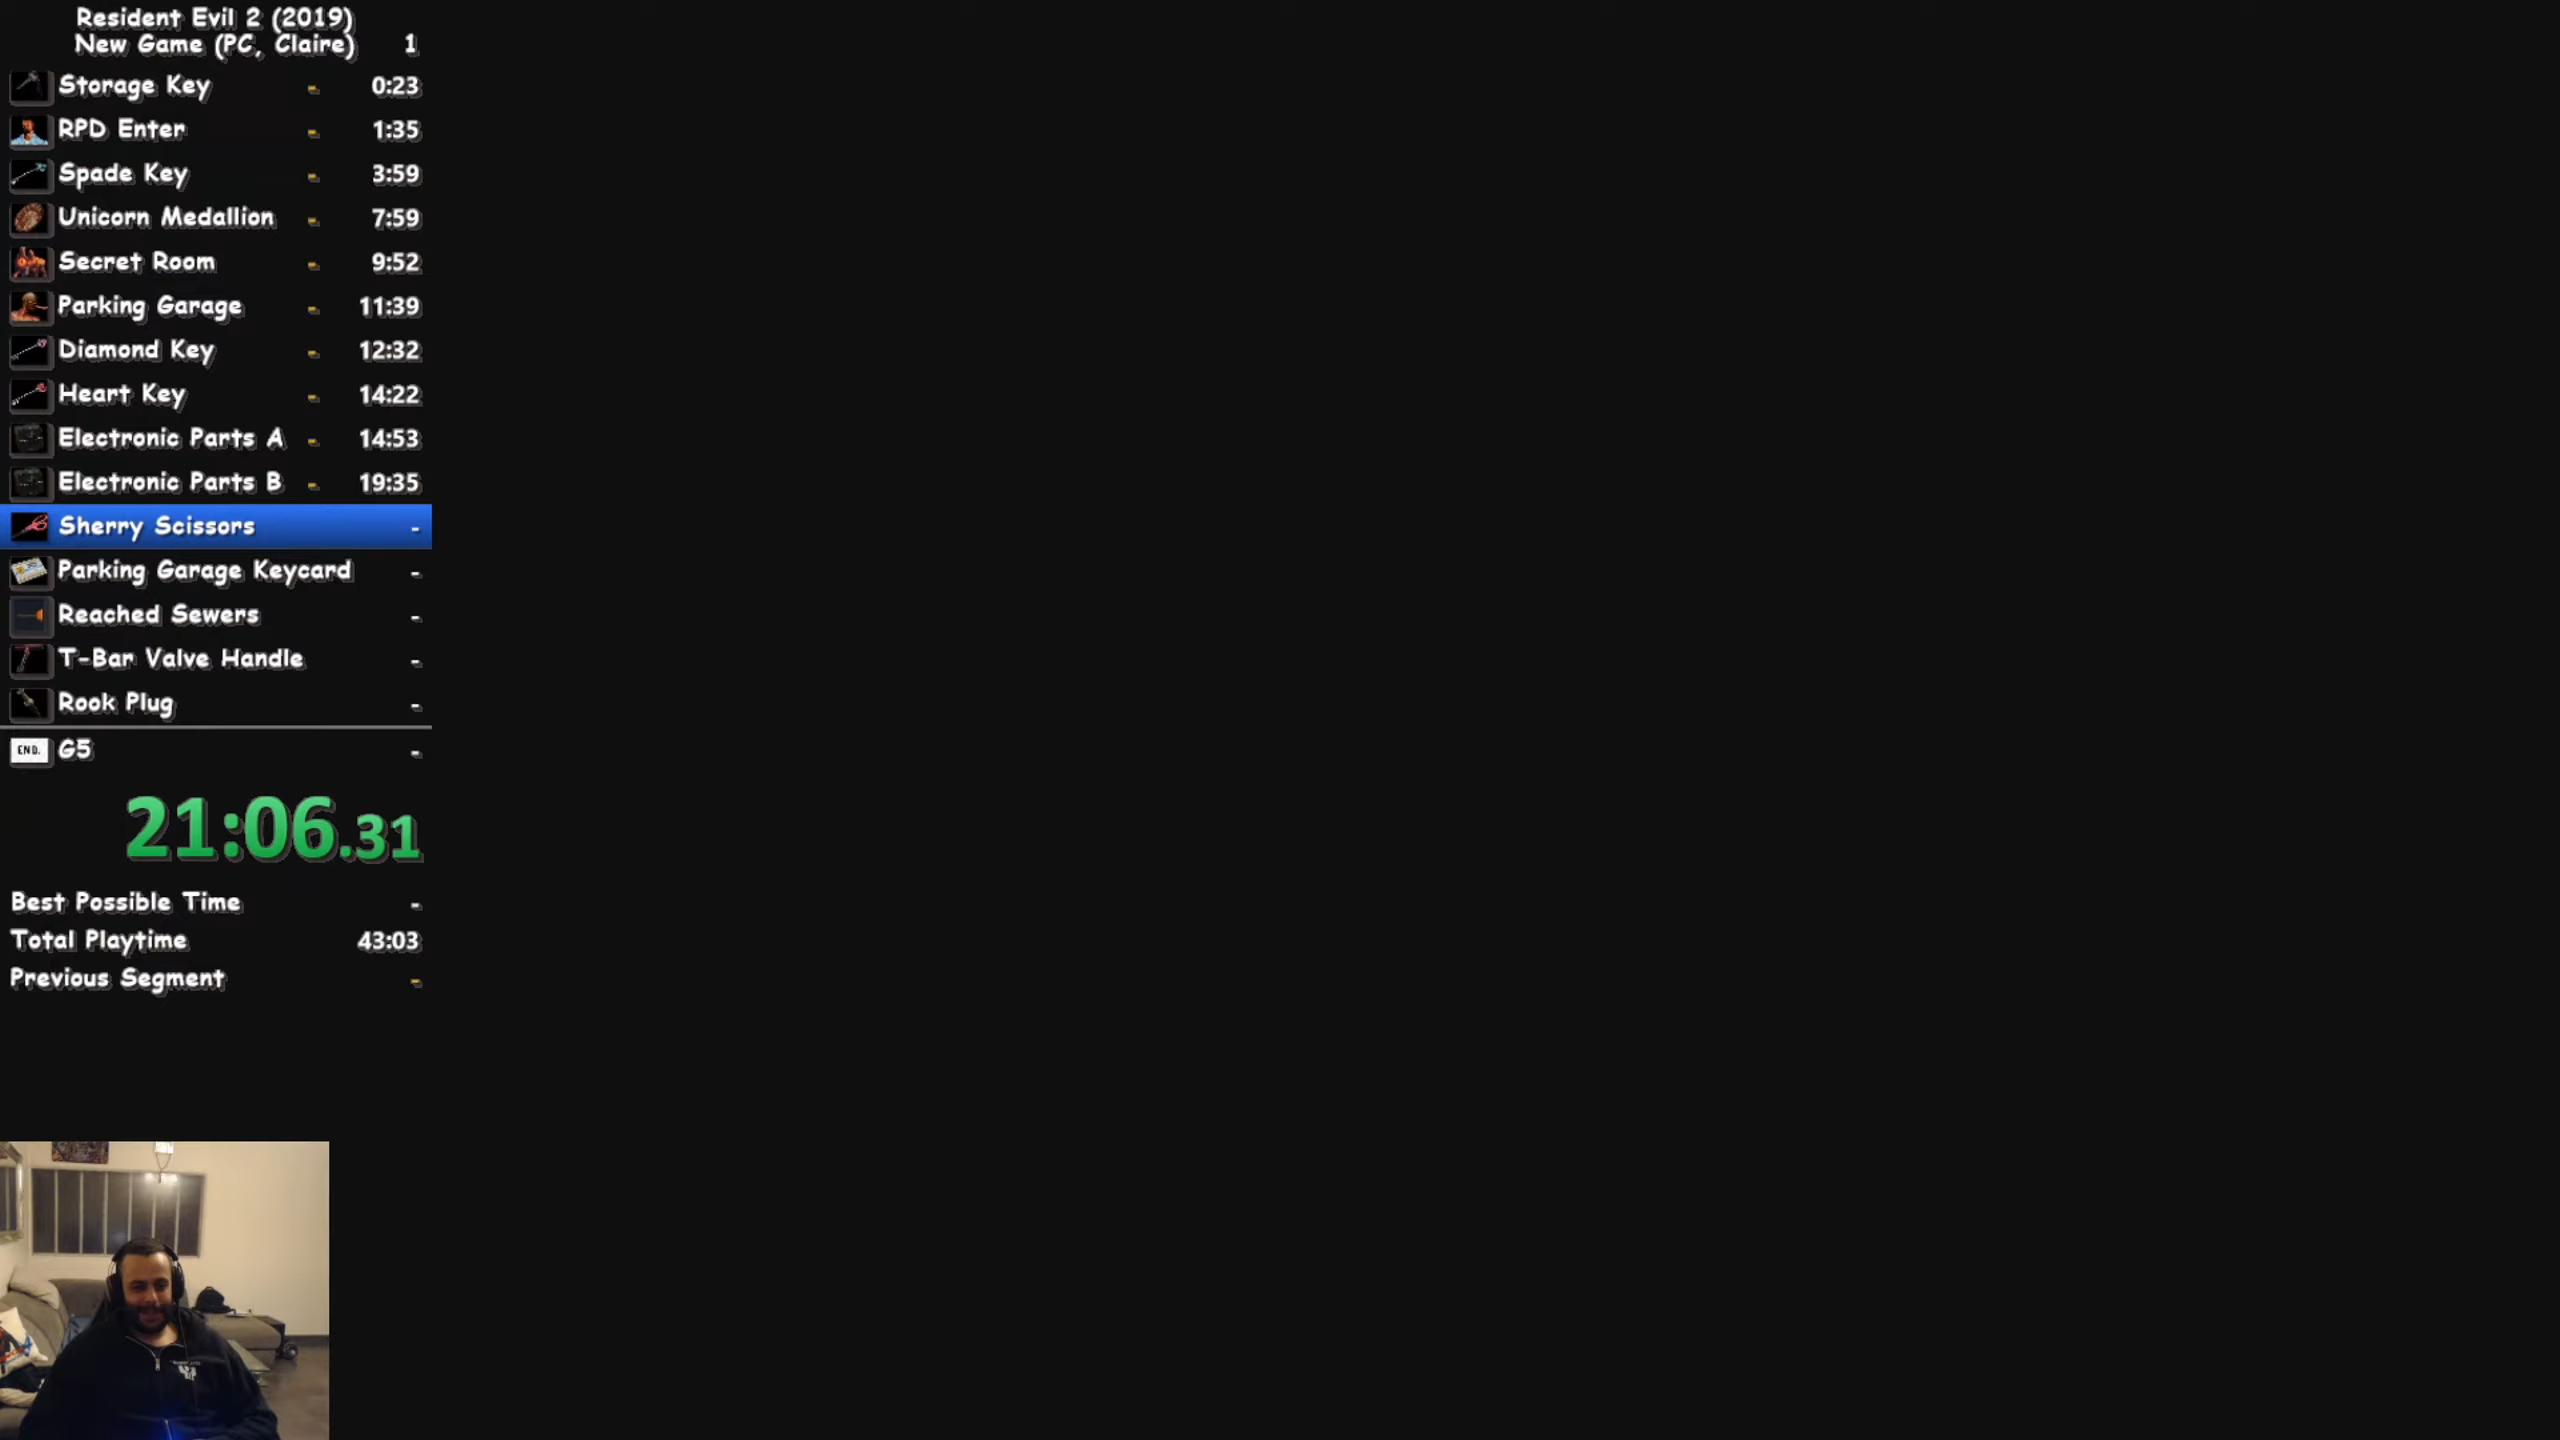 Resident Evil 2 (2019)
New Game (PC, Claire) 1
Storage Key - 0:23
RPD Enter - 1:35
Spade Key - 3:59
Unicorn Medallion - 7:59
Secret Room - 9:52
Parking Garage - 11:39
Diamond Key - 12:32
Heart Key - 14:22
Electronic Parts A - 14:53
Electronic Parts B - 19:35
Sherry Scissors -
Parking Garage Keycard -
Reached Sewers -
T-Bar Valve Handle -
Rook Plug -
END. G5 -
21:06.31
Best Possible Time -
Total Playtime 43:03
Previous Segment -